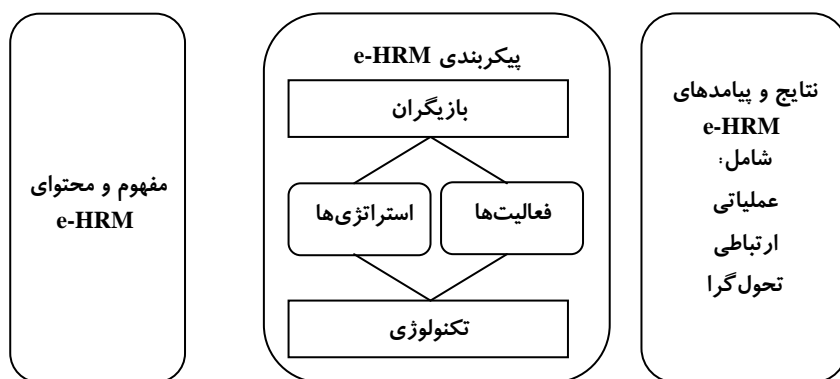 نتایج و پیامدهای
e-HRM
شامل:
عملیاتی
ارتباطی
تحول‌گرا
پیکربندی e-HRM
بازیگران
فعالیت‌ها
استراتژی‌ها
تکنولوژی
مفهوم و محتوای
e-HRM